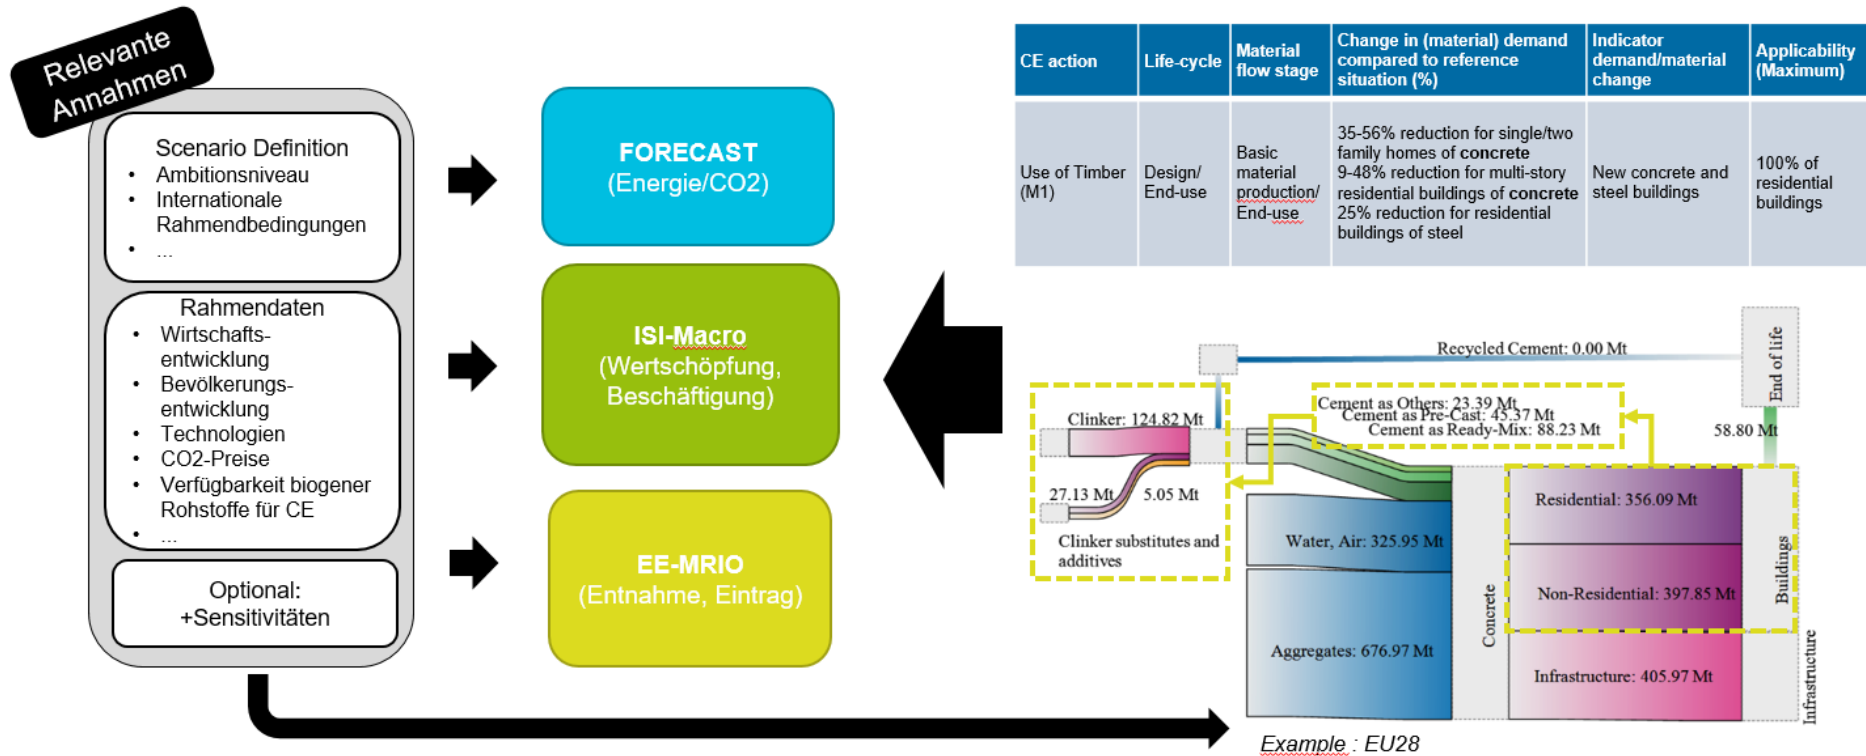 Relevante
Annahmen
Scenario Definition
• Ambitionsniveau
• Internationale
Rahmendbedingungen
• ...
Rahmendaten
• Wirtschafts-
entwicklung
• Bevölkerungs-
entwicklung
• Technologien
• CO2-Preise
• Verfügbarkeit biogener
Rohstoffe für CE
• ...
Optional:
+Sensitivitäten
FORECAST
(Energie/CO2)
ISI-Macro
(Wertschöpfung,
Beschäftigung)
EE-MRIO
(Entnahme, Eintrag)
CE action
Life-cycle
Material
flow stage
Change in (material) demand
compared to reference
situation (%)
Indicator
demand/material
change
Applicability
(Maximum)
Use of Timber
(M1)
Design/
End-use
Basic
material
production/
End-use
35-56% reduction for single/two
family homes of concrete
9-48% reduction for multi-story
residential buildings of concrete
25% reduction for residential
buildings of steel
New concrete and
steel buildings
100% of
residential
buildings
Recycled Cement: 0.00 Mt
End of life
Clinker: 124.82 Mt
Cement as Others: 23.39 Mt
Cement as Pre-Cast: 45.37 Mt
Cement as Ready-Mix: 88.23 Mt
58.80 Mt
27.13 Mt
5.05 Mt
Clinker substitutes and
additives
Water, Air: 325.95 Mt
Aggregates: 676.97 Mt
Concrete
Residential: 356.09 Mt
Non-Residential: 397.85 Mt
Buildings
Infrastructure: 405.97 Mt
Infrastructure
Example : EU28